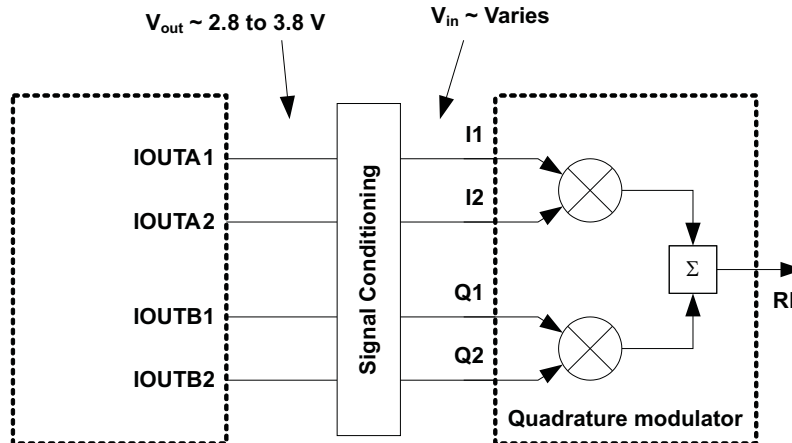 Vout ~ 2.8 to 3.8 V
Vin ~ Varies
IOUTA1
IOUTA2
IOUTB1
IOUTB2
Signal Conditioning
I1
I2
Q1
Q2
Σ
Quadrature modulator